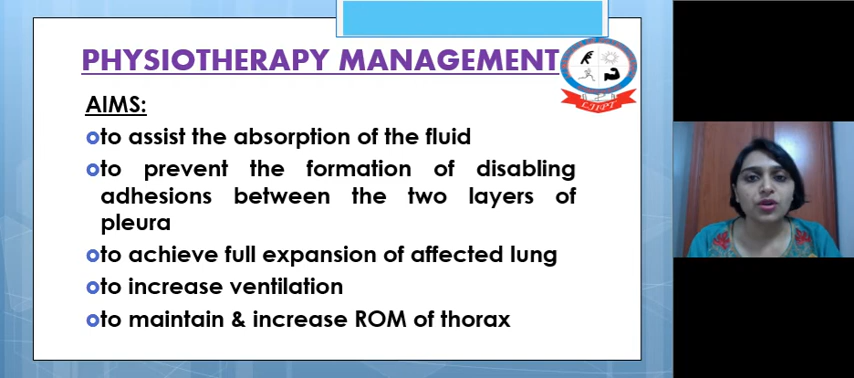 PHYSIOTHERAPY MANAGEMENT
AIMS:
to assist the absorption of the fluid
to prevent the formation of disabling
adhesions between the two layers of
pleura
to achieve full expansion of affected lung
to increase ventilation
to maintain & increase ROM of thorax